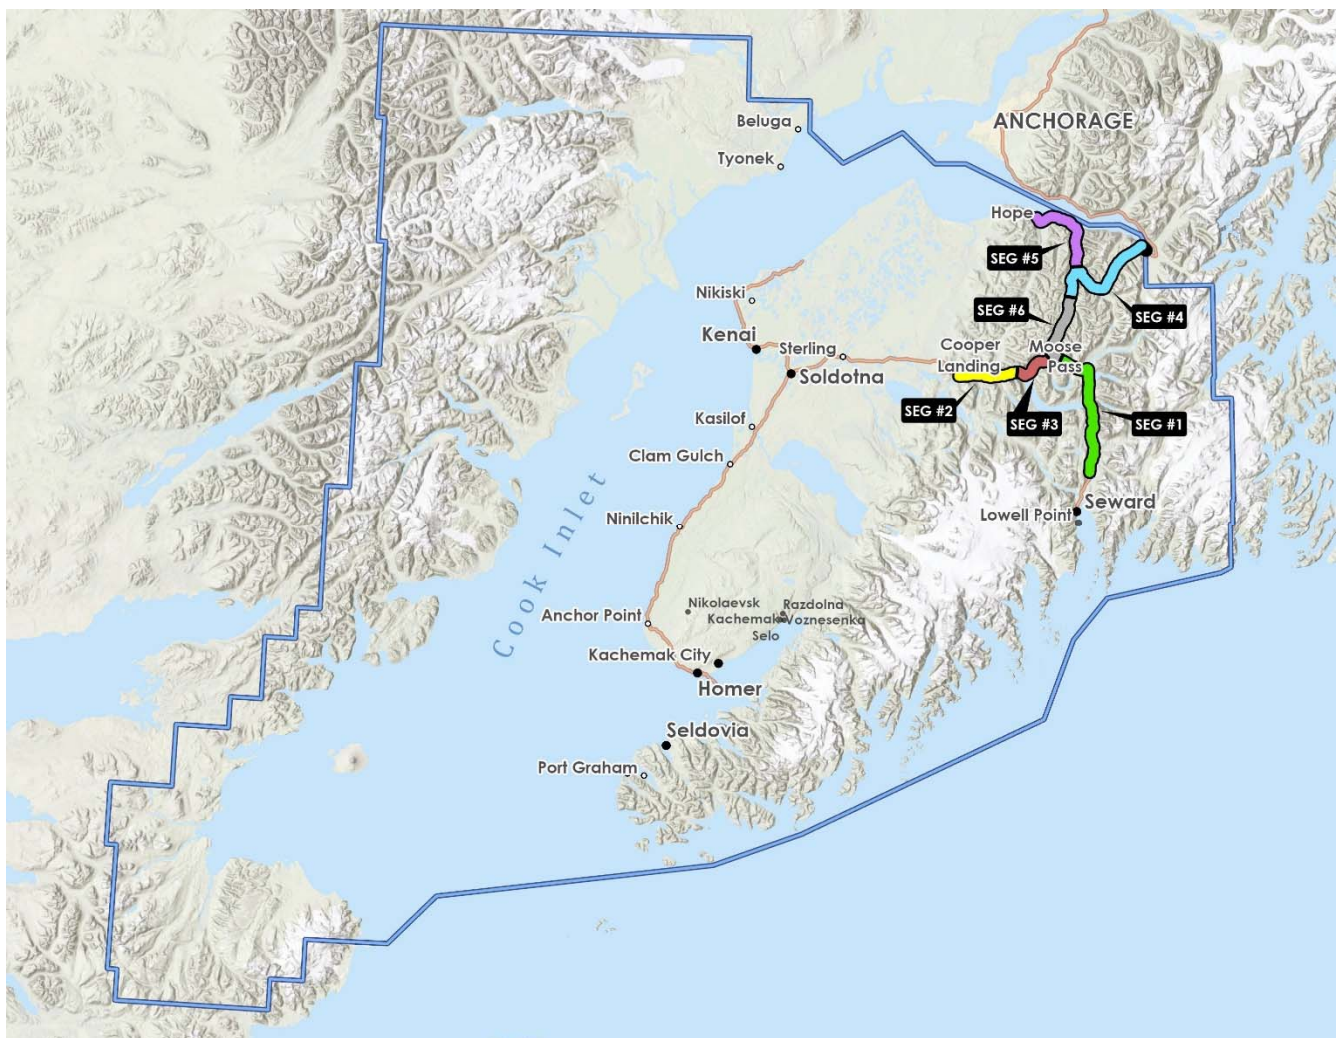 Beluga
ANCHORAGE
Tyonek
Hope
SEG #5
SEG #4
Nikiski
SEG #6
Kenai
Sterling
Cooper
Landing
Moose
Pass
Soldotna
SEG #2
SEG #3
SEG #1
Kasilof
Clam Gulch
Cook Inlet
Seward
Lowell Point
Ninilchik
Nikolaevsk
Razdolna
Kachemak
Voznesenka
Selo
Anchor Point
Kachemak City
Homer
Seldovia
Port Graham